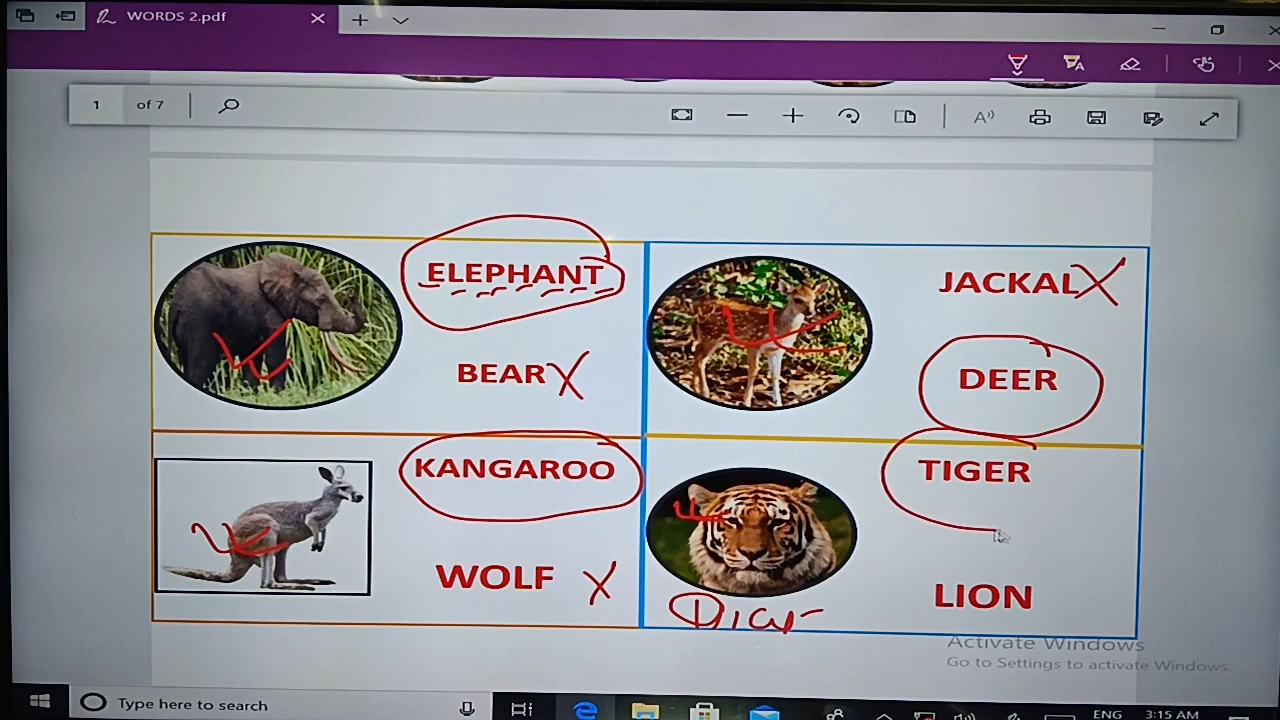 WORDS 2.pdf
1 of 7
ELEPHANT
BEAR X
JACKAL X
DEER
KANGAROO
WOLF X
TIGER
LION
Activate Windows
Go to Settings to activate Windows.
Type here to search
ENG 3:15 AM